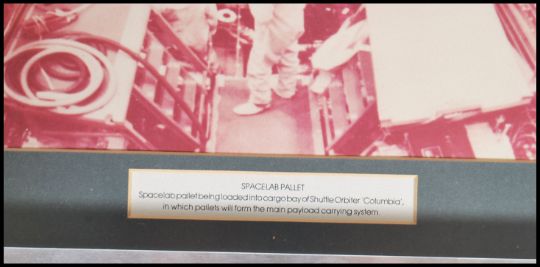 SPACELAB PALLET
Spacelab pallet being loaded into cargo bay of Shuttle Orbiter 'Columbia',
in which pallets will form the main payload carrying system.